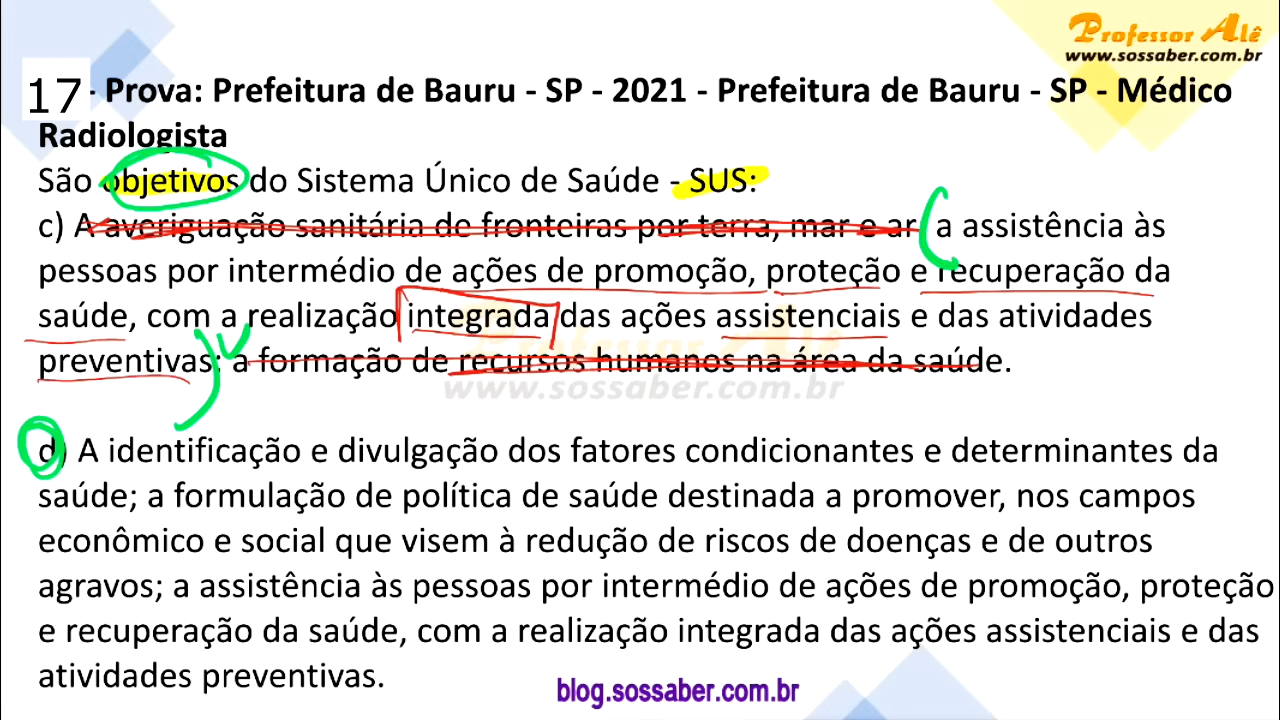 Professor Alê
www.sossaber.com.br
17 - Prova: Prefeitura de Bauru - SP - 2021 - Prefeitura de Bauru - SP - Médico
Radiologista
São objetivos do Sistema Único de Saúde - SUS:
c) A averiguação sanitária de fronteiras por terra, mar e ar; a assistência às
pessoas por intermédio de ações de promoção, proteção e recuperação da
saúde, com a realização integrada das ações assistenciais e das atividades
preventivas; a formação de recursos humanos na área da saúde.
www.sossaber.com.br
d) A identificação e divulgação dos fatores condicionantes e determinantes da
saúde; a formulação de política de saúde destinada a promover, nos campos
econômico e social que visem à redução de riscos de doenças e de outros
agravos; a assistência às pessoas por intermédio de ações de promoção, proteção
e recuperação da saúde, com a realização integrada das ações assistenciais e das
atividades preventivas.
blog.sossaber.com.br